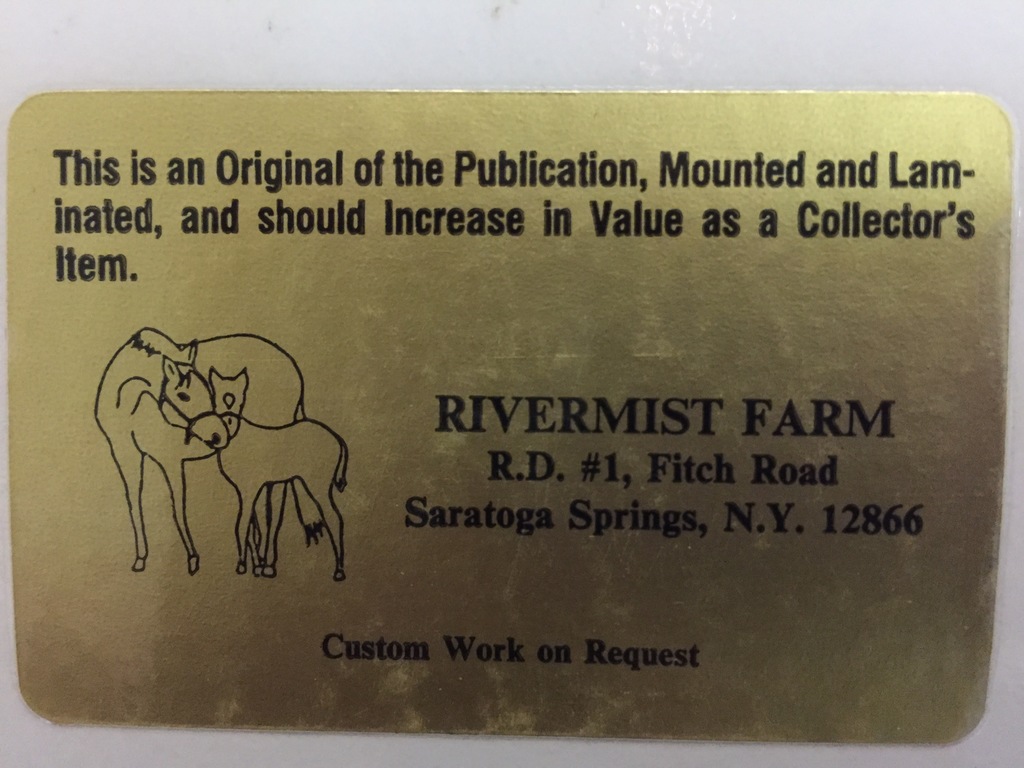 This is an Original of the Publication, Mounted and Lam-
inated, and should Increase in Value as a Collector's
Item.
RIVERMIST FARM
R.D. #1, Fitch Road
Saratoga Springs, N.Y. 12866
Custom Work on Request